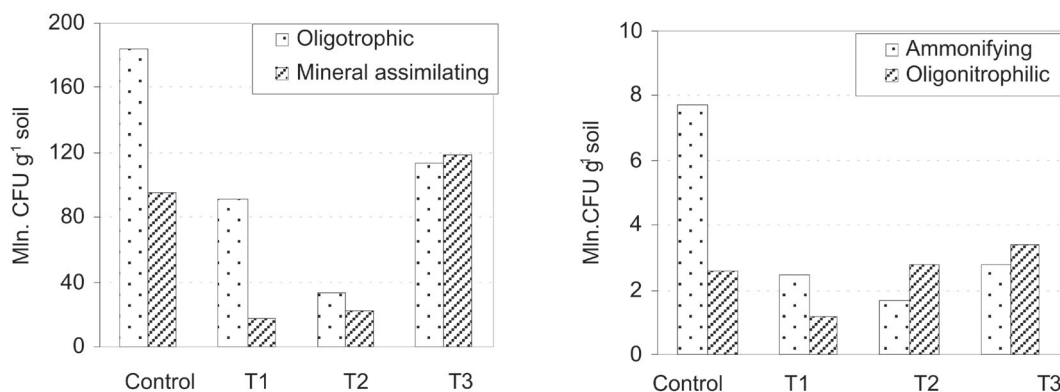 200
160
120
80
40
0
Mln. CFU g-1 soil
Oligotrophic
Mineral assimilating
Control T1 T2 T3
10
8
6
4
2
0
Mln.CFU g-1 soil
Ammonifying
Oligonitrophilic
Control T1 T2 T3